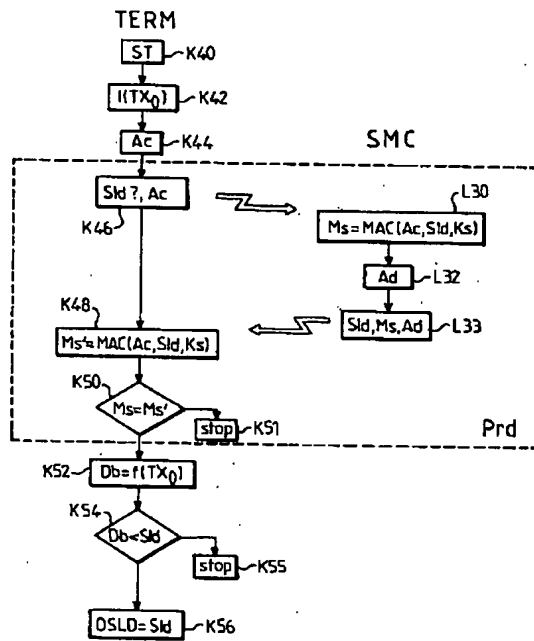 TERM
ST K40
I(TX0) K42
Ac K44
SMC
Sld ?, Ac
K46
L30
Ms=MAC(Ac,Sld,Ks)
Ad L32
Sld,Ms,Ad L33
K48
Ms'=MAC(Ac,Sld,Ks)
K50
Ms=Ms'
stop K51
Prd
K52 Db=f(TX0)
K54
Db<Sld
stop K55
OSLD=Sld K56